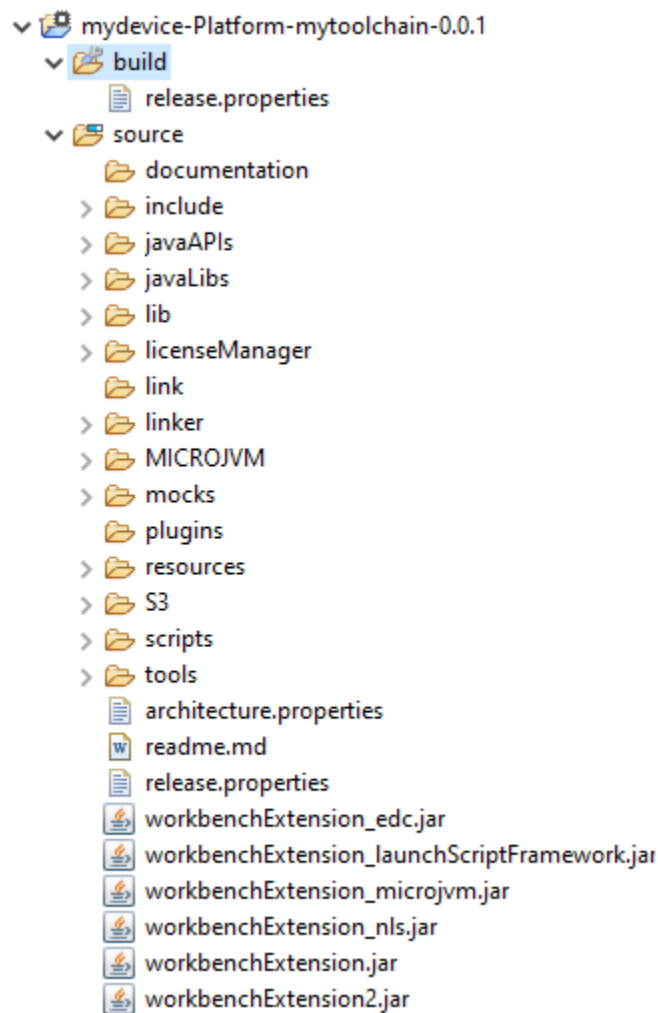 mydevice-Platform-mytoolchain-0.0.1
build
release.properties
source
documentation
include
javaAPIs
javaLibs
lib
licenseManager
link
linker
MICROJVM
mocks
plugins
resources
S3
scripts
tools
architecture.properties
readme.md
release.properties
workbenchExtension_edc.jar
workbenchExtension_launchScriptFramework.jar
workbenchExtension_microjvm.jar
workbenchExtension_nls.jar
workbenchExtension.jar
workbenchExtension2.jar